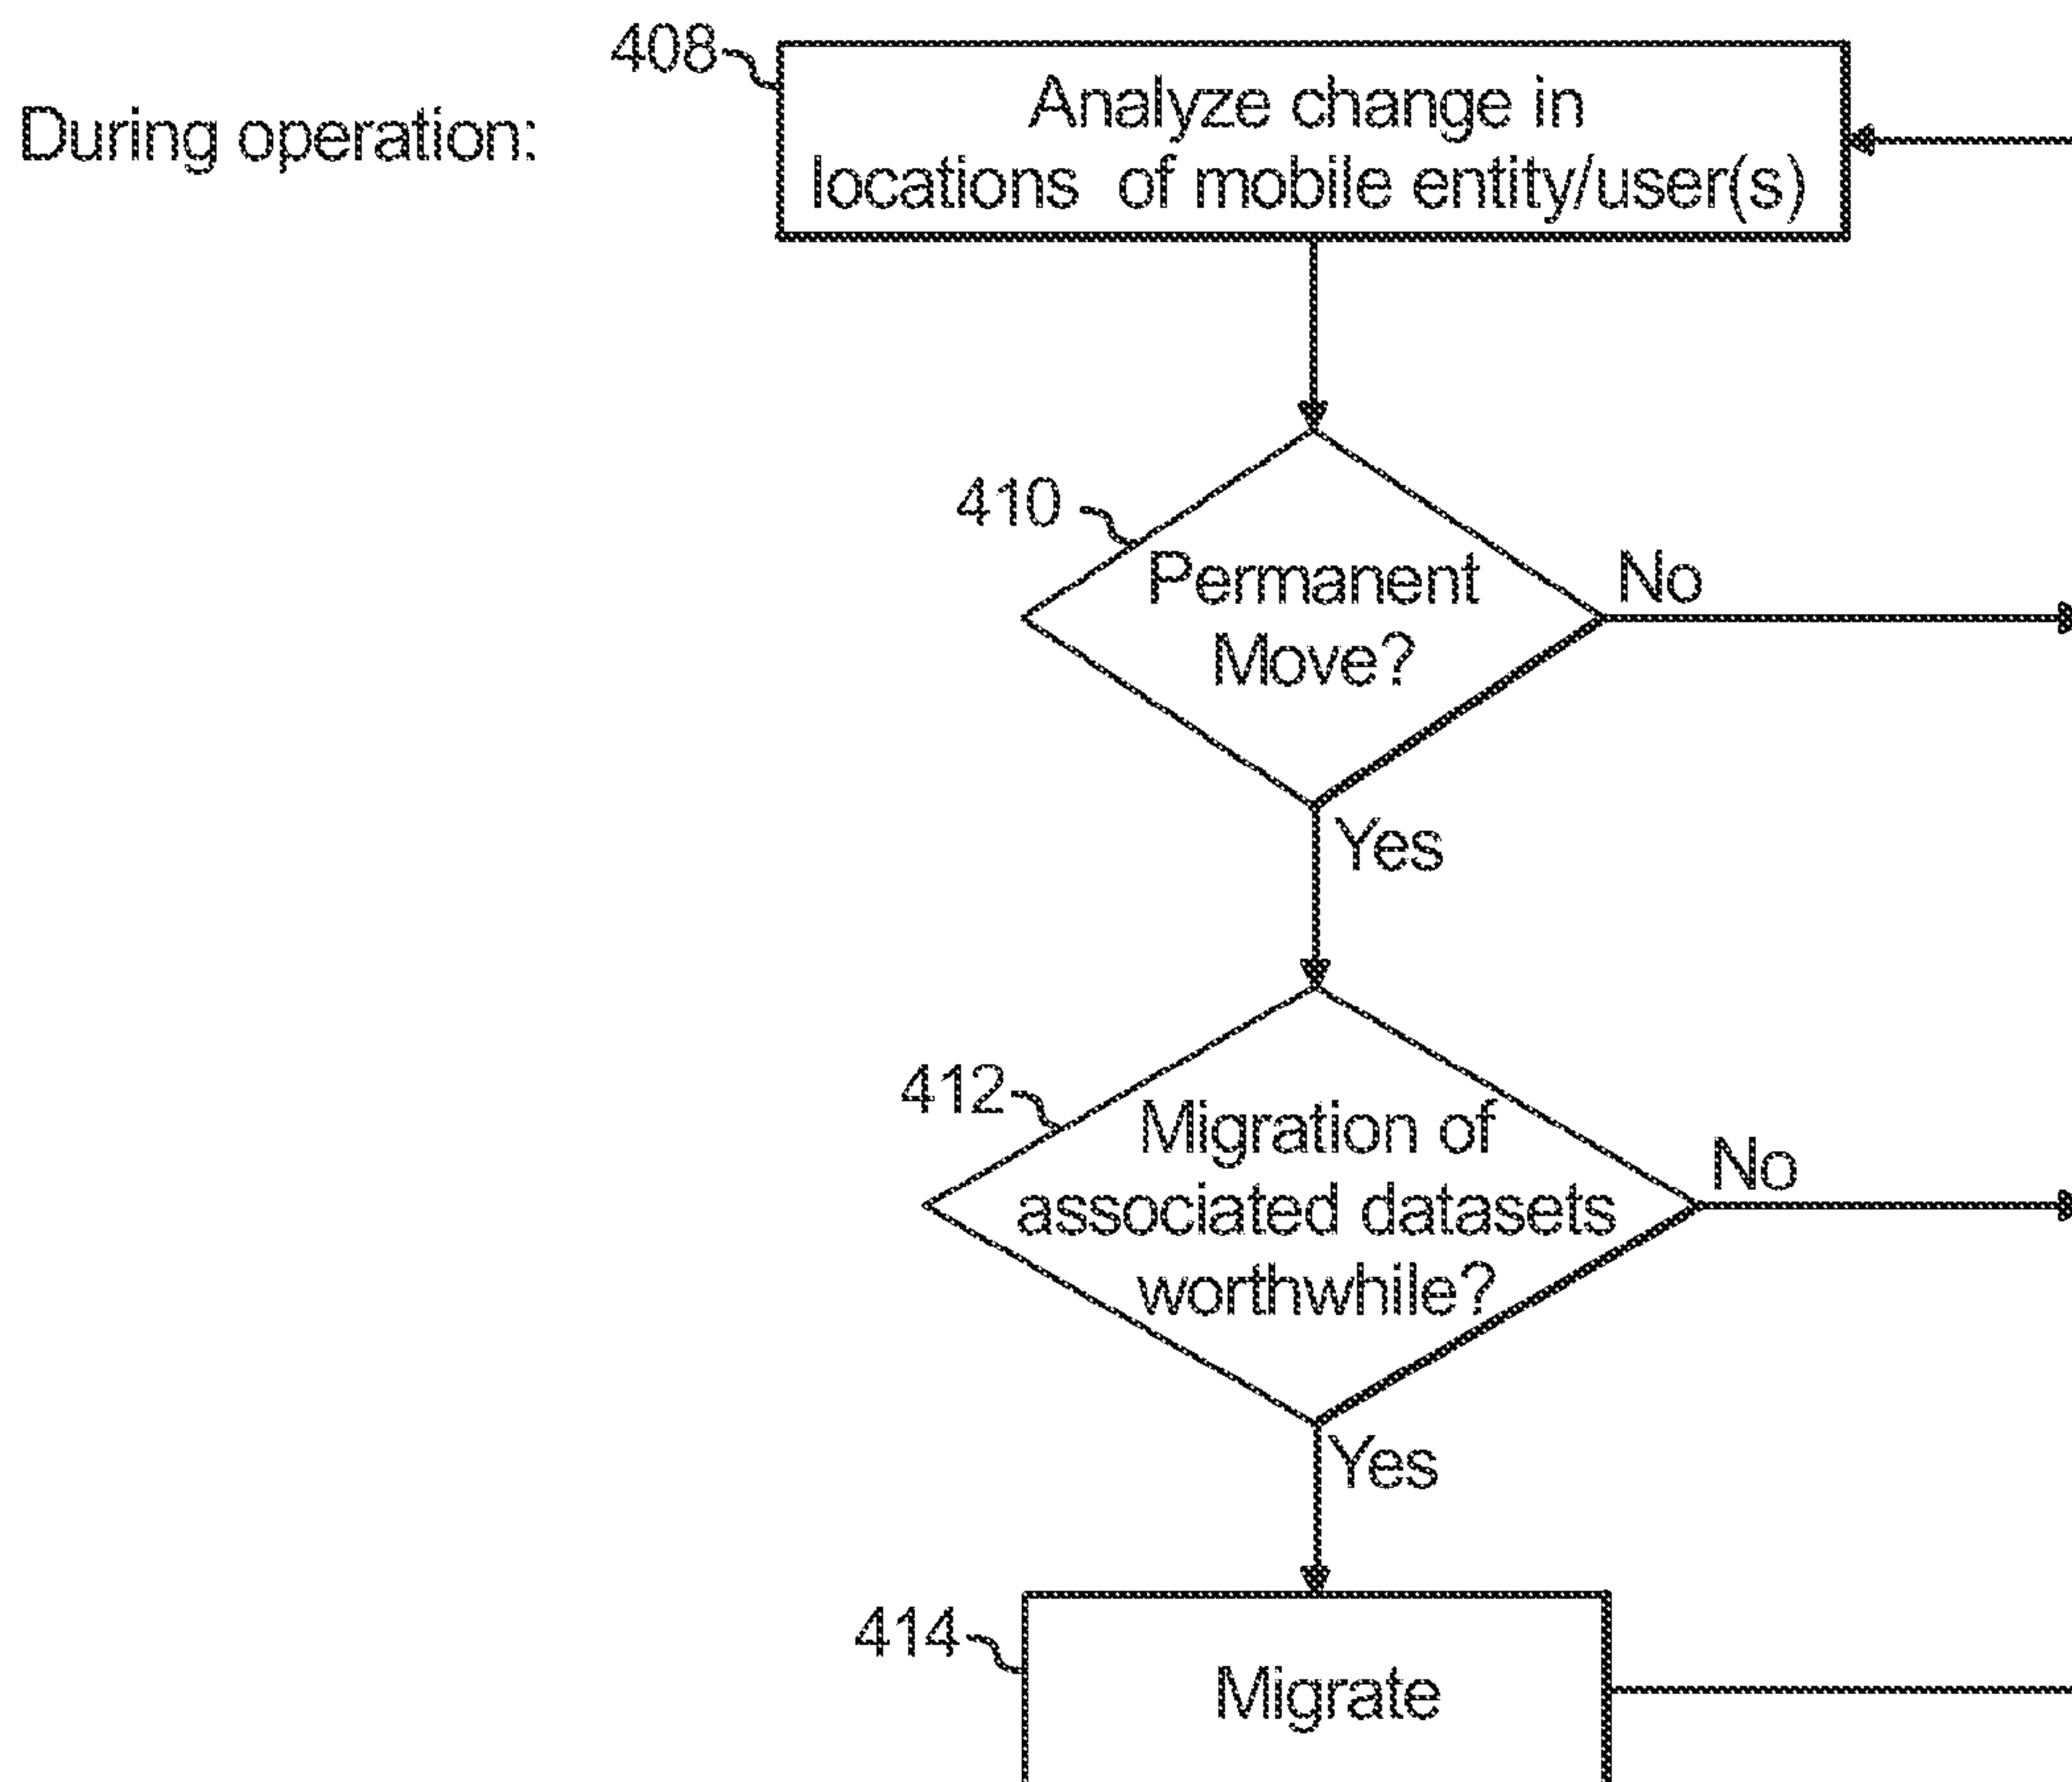 408
During operation:
Analyze change in
locations of mobile entity/user(s)
410
Permanent
Move?
No
Yes
412
Migration of
associated datasets
worthwhile?
No
Yes
414
Migrate